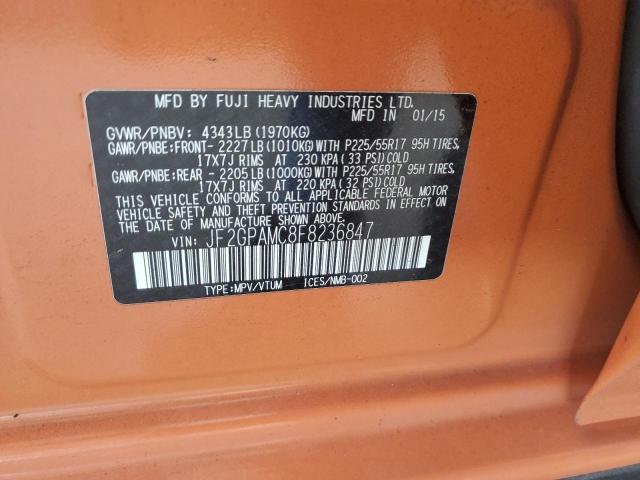 MFD BY FUJI HEAVY INDUSTRIES LTD.
MFD IN 01/15
GVWR/PNBV: 4343LB(1970KG)
GAWR/PNBE:FRONT- 2227LB(1010KG)WITH P225/55R17 95H TIRES,
17X7J RIMS AT 230 KPA(33 PSI)COLD
GAWR/PNBE:REAR - 2205LB(1000KG)WITH P225/55R17 95H TIRES,
17X7J RIMS AT 220 KPA(32 PSI)COLD
THIS VEHICLE CONFORMS TO ALL APPLICABLE FEDERAL MOTOR
VEHICLE SAFETY AND THEFT PREVENTION STANDARDS IN EFFECT
ON THE DATE OF MANUFACTURE SHOWN ABOVE.
VIN: JF2GPAMC8F8236847
TYPE:MPV/VTUM ICES/NMB-002